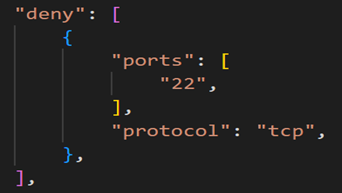 "deny": [
{
"ports": [
"22",
],
"protocol": "tcp",
},
],